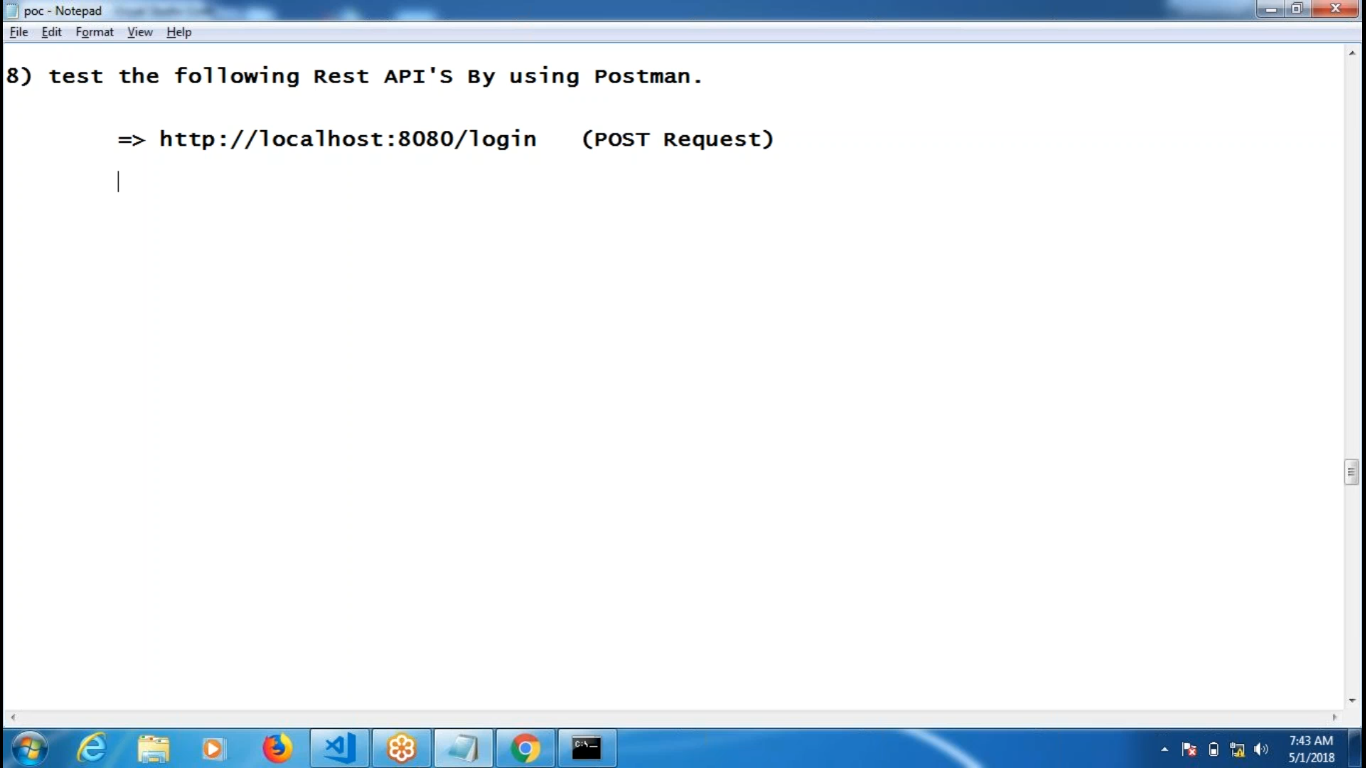 poc - Notepad
File Edit Format View Help
8) test the following Rest API'S By using Postman.
=> http://localhost:8080/login (POST Request)
7:43 AM
5/1/2018